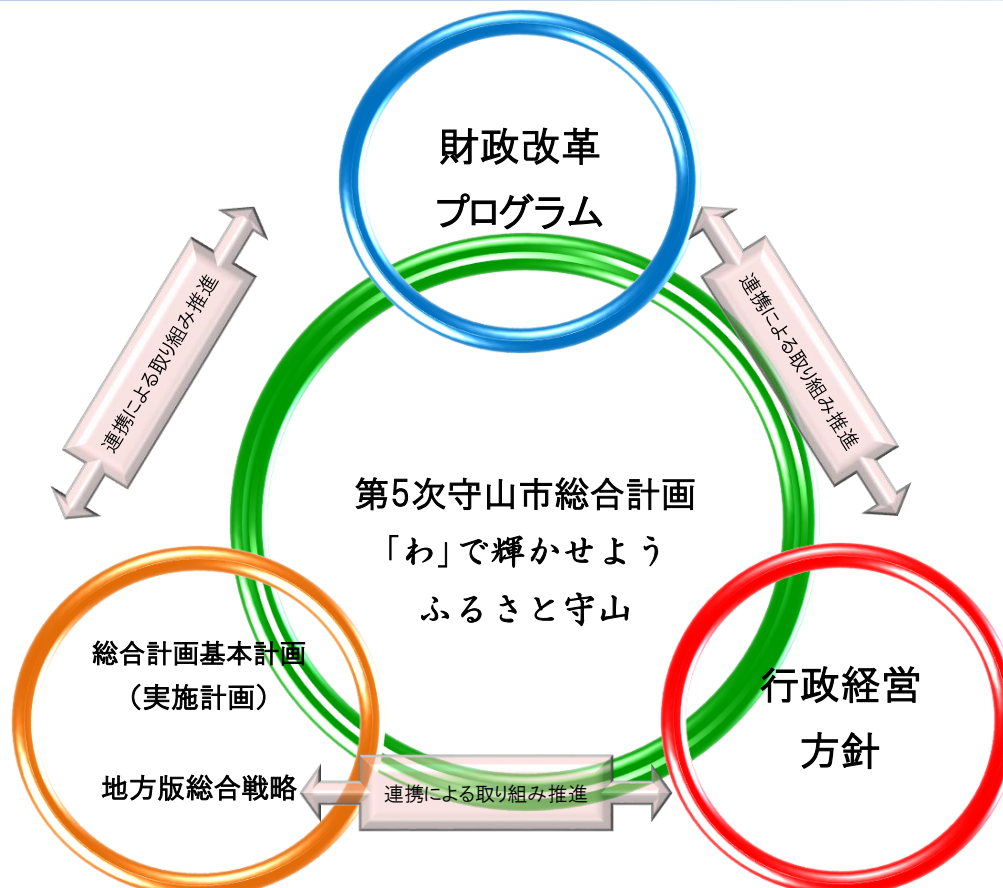 財政改革
プログラム
連携による取り組み推進
連携による取り組み推進
第5次守山市総合計画
「わ」で輝かせよう
ふるさと守山
総合計画基本計画
（実施計画）
地方版総合戦略
行政経営
方針
連携による取り組み推進